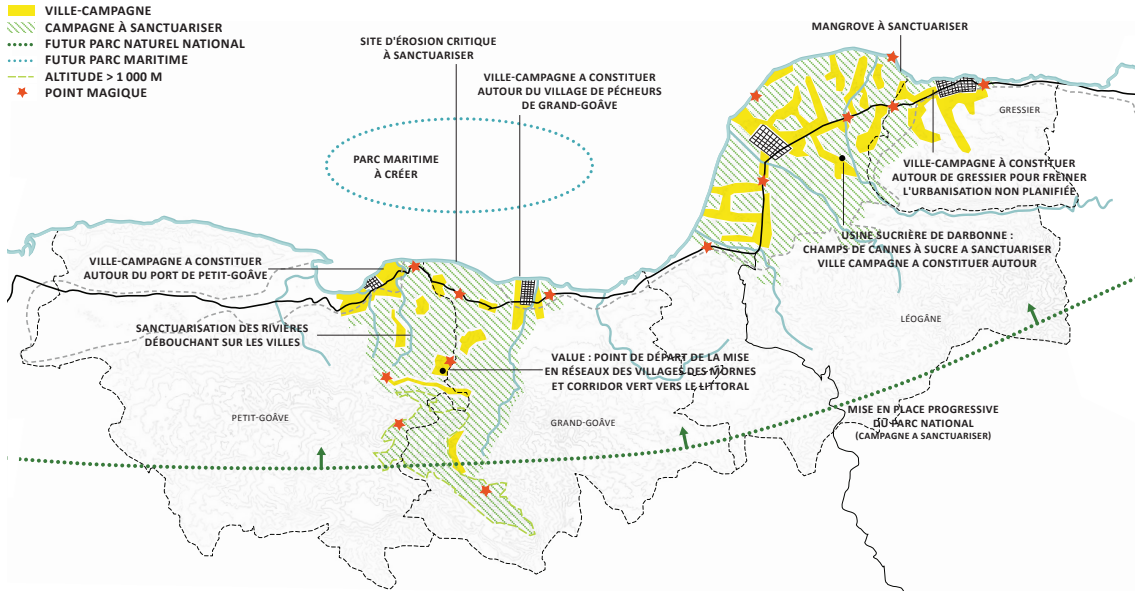 VILLE-CAMPAGNE
CAMPAGNE À SANCTUARISER
FUTUR PARC NATUREL NATIONAL
FUTUR PARC MARITIME
ALTITUDE > 1 000 M
POINT MAGIQUE
SITE D'ÉROSION CRITIQUE
À SANCTUARISER
VILLE-CAMPAGNE A CONSTITUER
AUTOUR DU VILLAGE DE PÉCHEURS
DE GRAND-GOÂVE
MANGROVE À SANCTUARISER
GRESSIER
PARC MARITIME
À CRÉER
VILLE-CAMPAGNE À CONSTITUER
AUTOUR DE GRESSIER POUR FREINER
L'URBANISATION NON PLANIFIÉE
USINE SUCRIÈRE DE DARBONNE :
CHAMPS DE CANNES À SUCRE A SANCTUARISER
VILLE CAMPAGNE A CONSTITUER AUTOUR
VILLE-CAMPAGNE A CONSTITUER
AUTOUR DU PORT DE PETIT-GOÂVE
LÉOGÂNE
SANCTUARISATION DES RIVIÈRES
DÉBOUCHANT SUR LES VILLES
VALUE : POINT DE DÉPART DE LA MISE
EN RÉSEAUX DES VILLAGES DES MORNES
ET CORRIDOR VERT VERS LE LITTORAL
PETIT-GOÂVE
GRAND-GOÂVE
MISE EN PLACE PROGRESSIVE
DU PARC NATIONAL
(CAMPAGNE A SANCTUARISER)